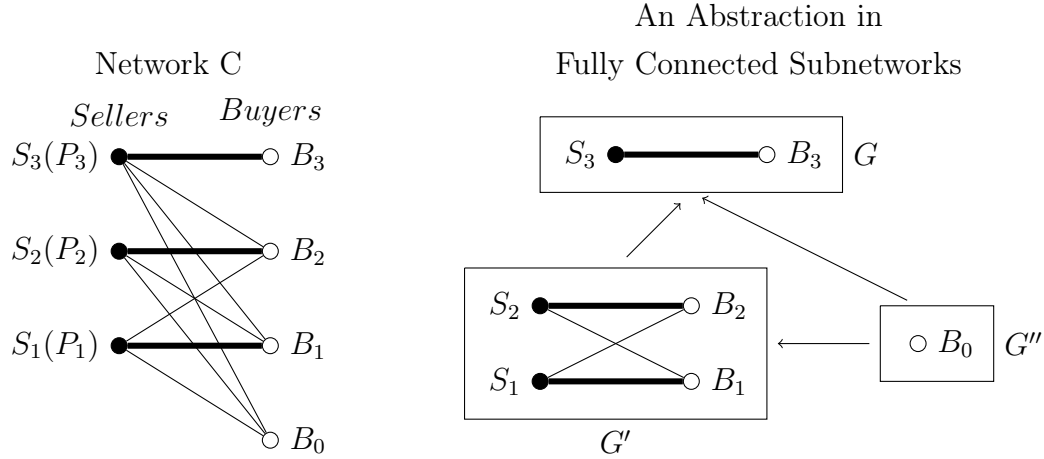 An Abstraction in
Fully Connected Subnetworks
Network C
Sellers
Buyers
S₃(P₃)
B₃
S₂(P₂)
B₂
S₁(P₁)
B₁
B₀
S₃
B₃
G
S₂
B₂
S₁
B₁
G′
B₀
G″